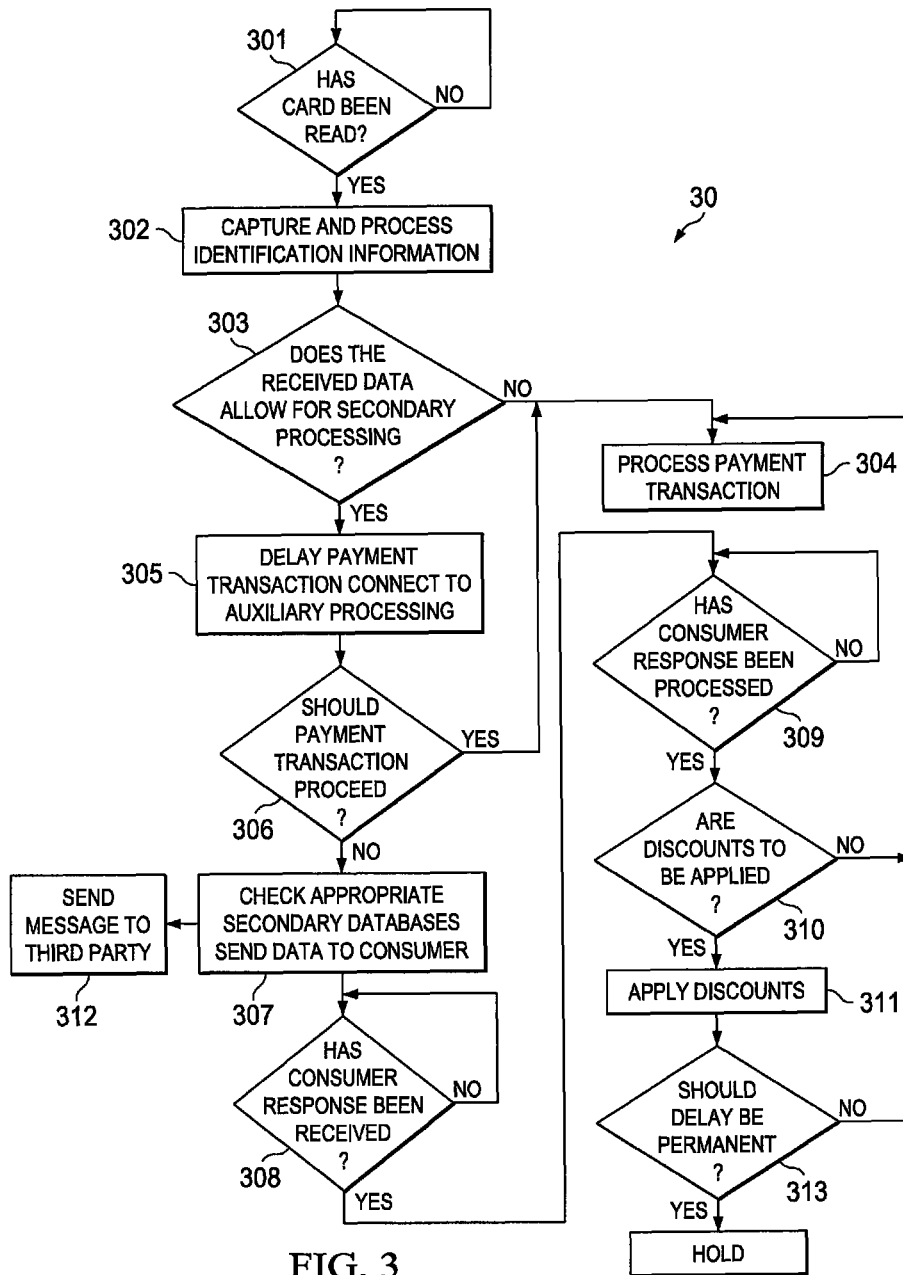 301
HAS
CARD BEEN
READ?
NO
YES
30
302
CAPTURE AND PROCESS
IDENTIFICATION INFORMATION
303
DOES THE
RECEIVED DATA
ALLOW FOR SECONDARY
PROCESSING
?
NO
YES
PROCESS PAYMENT
TRANSACTION
304
305
DELAY PAYMENT
TRANSACTION CONNECT TO
AUXILIARY PROCESSING
SHOULD
PAYMENT
TRANSACTION
PROCEED
?
YES
306
NO
SEND
MESSAGE TO
THIRD PARTY
312
CHECK APPROPRIATE
SECONDARY DATABASES
SEND DATA TO CONSUMER
307
HAS
CONSUMER
RESPONSE BEEN
RECEIVED
?
NO
308
YES
HAS
CONSUMER
RESPONSE BEEN
PROCESSED
?
NO
309
YES
ARE
DISCOUNTS TO
BE APPLIED
?
NO
310
YES
APPLY DISCOUNTS
311
SHOULD
DELAY BE
PERMANENT
?
NO
313
YES
HOLD
FIG. 3